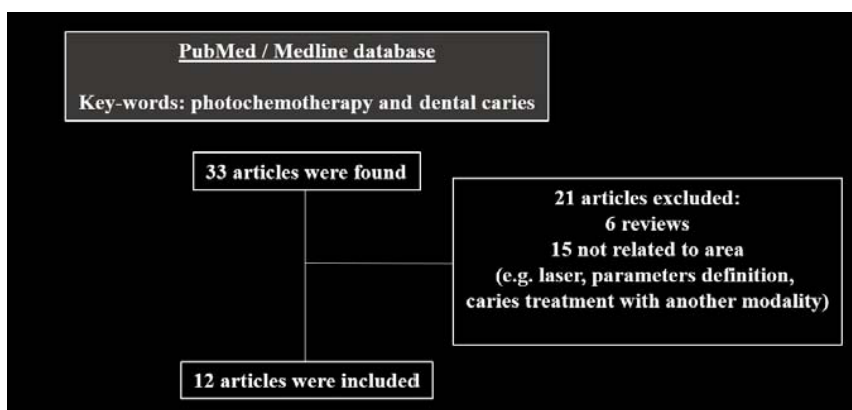 PubMed / Medline database
Key-words: photochemotherapy and dental caries
33 articles were found
21 articles excluded:
6 reviews
15 not related to area
(e.g. laser, parameters definition,
caries treatment with another modality)
12 articles were included